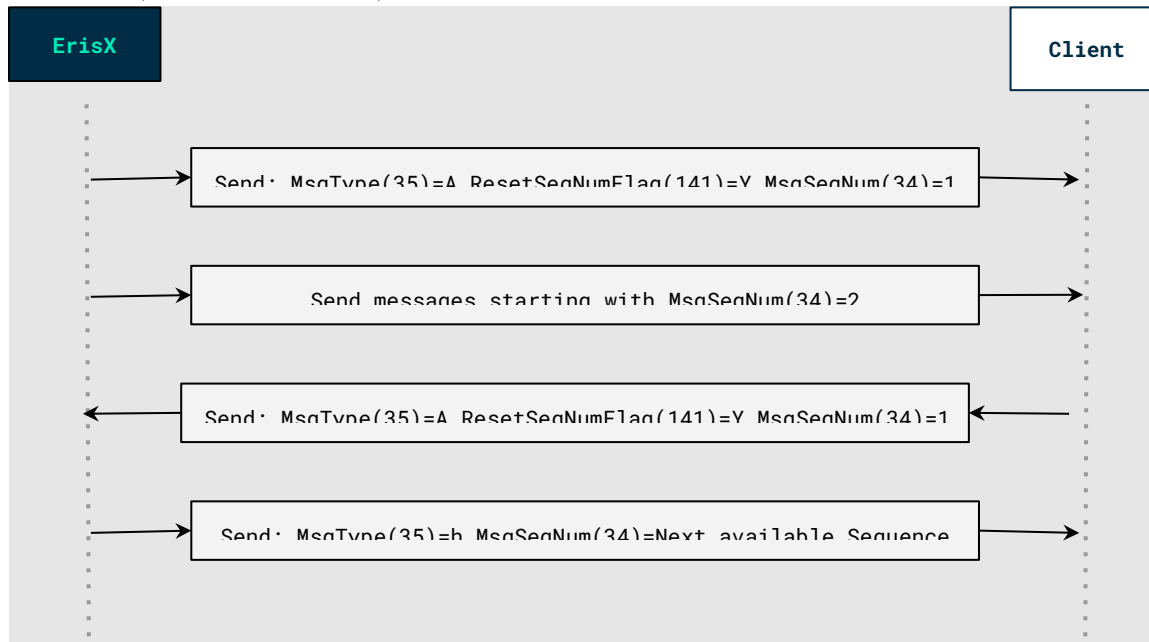 ErisX
Client
Send: MsgType(35)=A ResetSeqNumFlag(141)=Y MsgSeqNum(34)=1
Send messages starting with MsgSeqNum(34)=2
Send: MsgType(35)=A ResetSeqNumFlag(141)=Y MsgSeqNum(34)=1
Send: MsgType(35)=h MsgSeqNum(34)=Next available Sequence